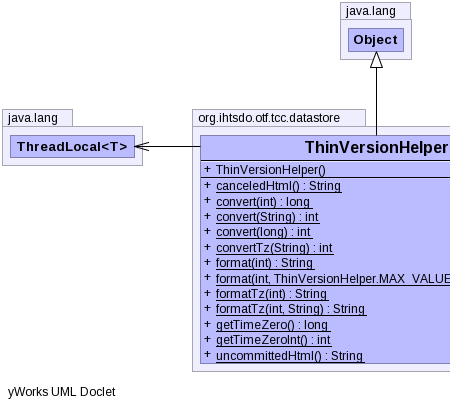 java.lang
Object
java.lang
ThreadLocal<T>
org.ihtsdo.otf.tcc.datastore
ThinVersionHelper
+ ThinVersionHelper()
+ canceledHtml() : String
+ convert(int) : long
+ convert(String) : int
+ convert(long) : int
+ convertTz(String) : int
+ format(int) : String
+ format(int, ThinVersionHelper.MAX_VALUE
+ formatTz(int) : String
+ formatTz(int, String) : String
+ getTimeZero() : long
+ getTimeZeroInt() : int
+ uncommittedHtml() : String
yWorks UML Doclet